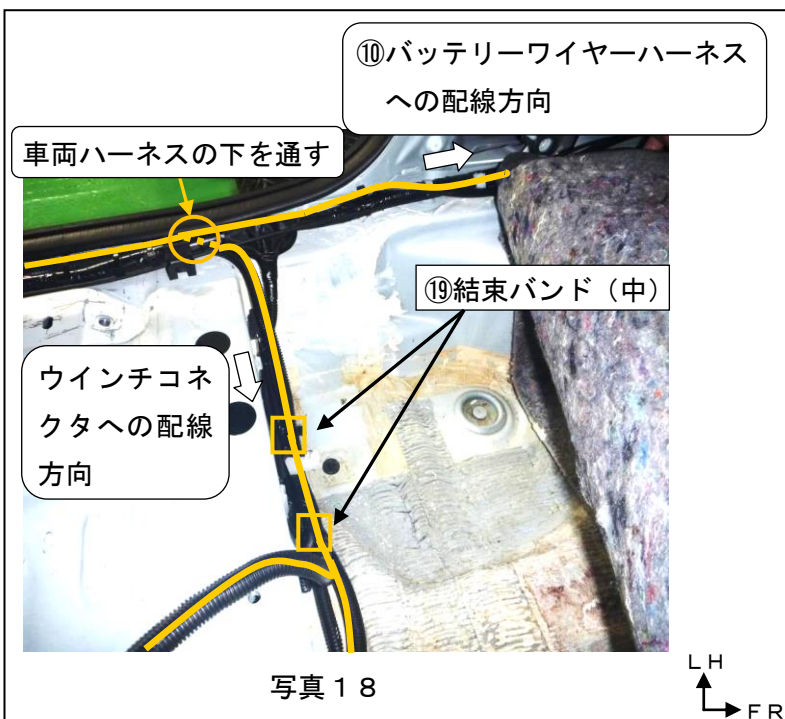 ⑩バッテリーワイヤーハーネス
への配線方向
車両ハーネスの下を通す
⑲結束バンド（中）
ウインチコネ
クタへの配線
方向
写真１８
ＬＨ
ＦＲ